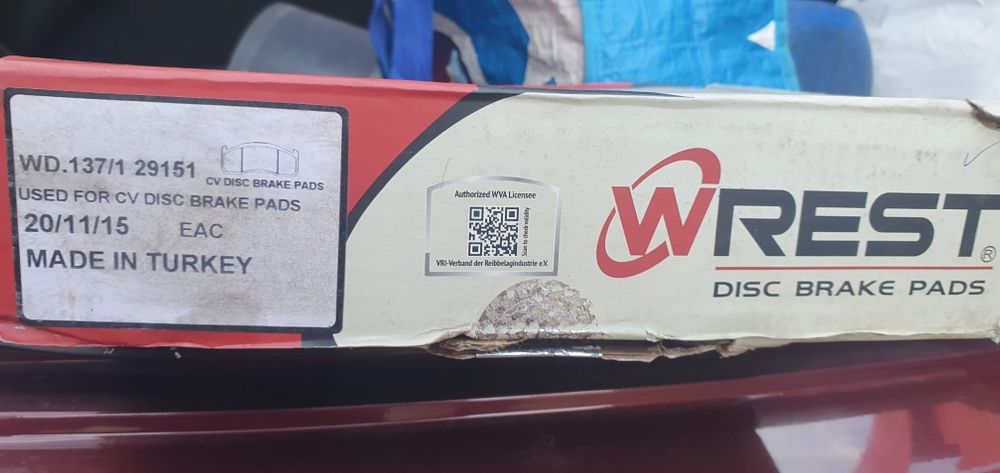 WD.137/1 29151
CV DISC BRAKE PADS
USED FOR CV DISC BRAKE PADS
20/11/15 EAC
MADE IN TURKEY
Authorized WVA Licensee
Scan to check validity
VRI-Verband der Reibbelagindustrie e.V.
WREST®
DISC BRAKE PADS